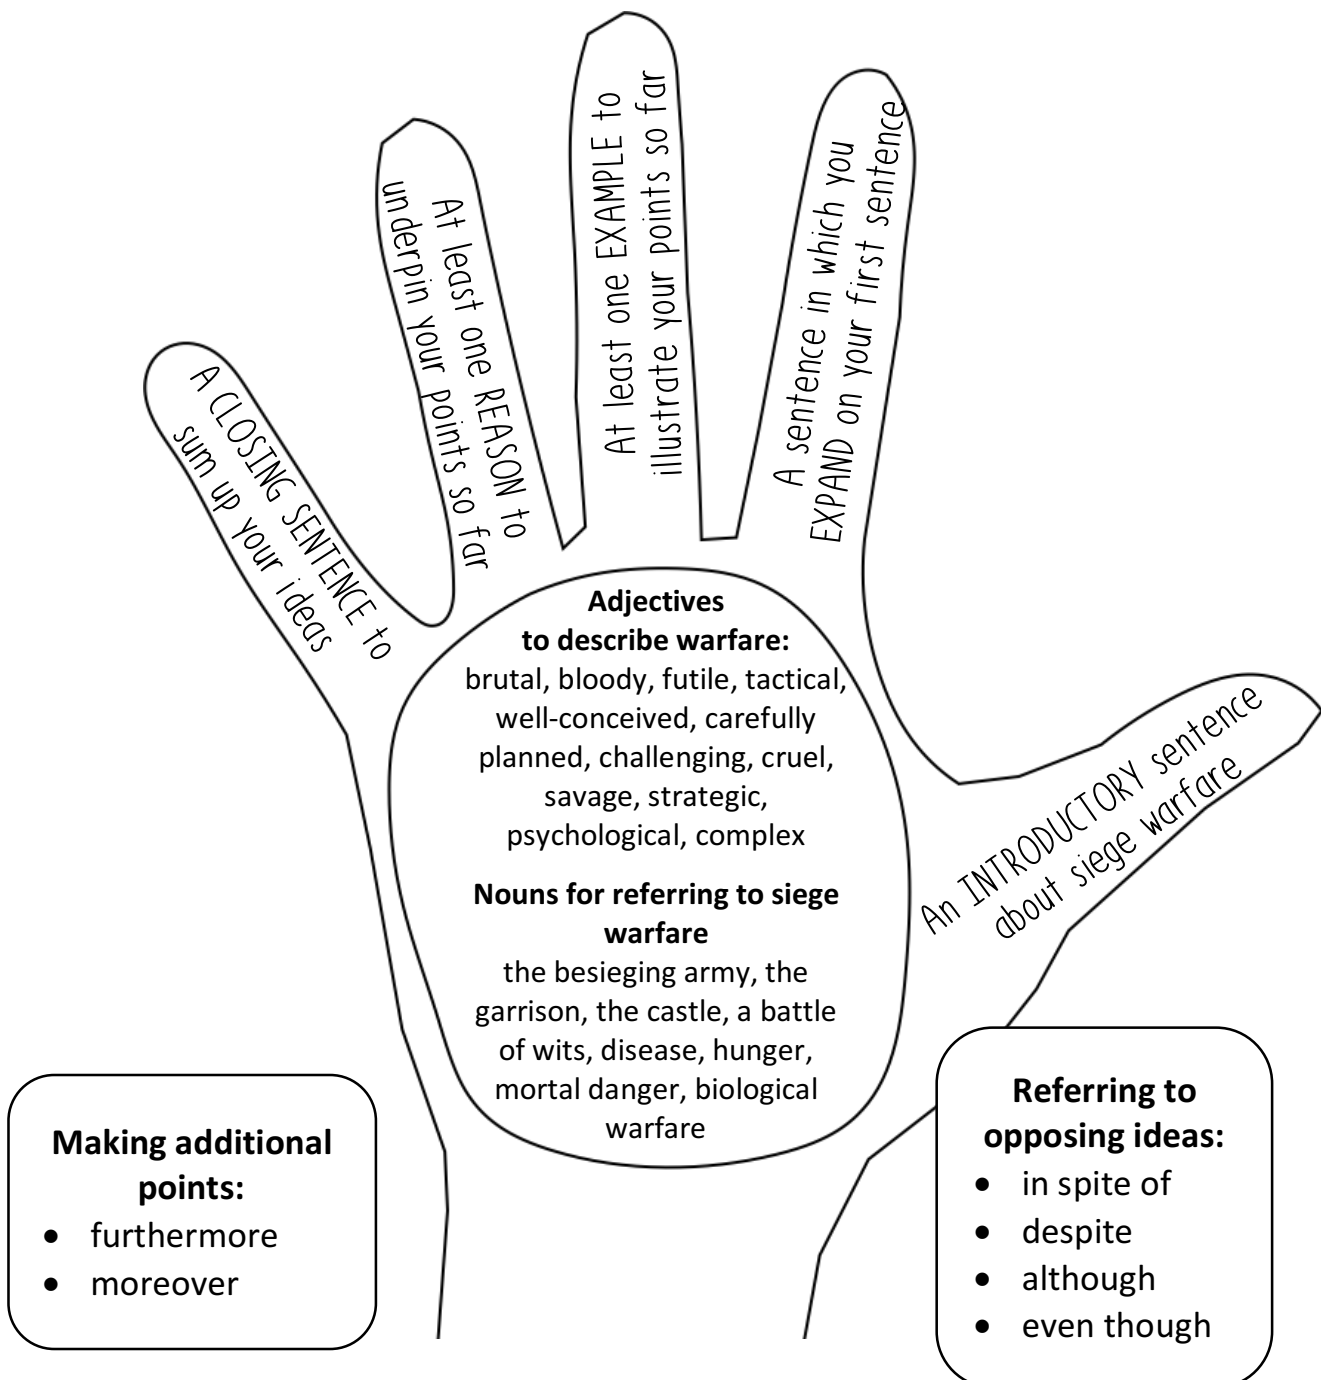 A CLOSING SENTENCE to
sum up your ideas
At least one REASON to
underpin your points so far
At least one EXAMPLE to
illustrate your points so far
A sentence in which you
EXPAND on your first sentence
An INTRODUCTORY sentence
about siege warfare
Adjectives
to describe warfare:
brutal, bloody, futile, tactical,
well-conceived, carefully
planned, challenging, cruel,
savage, strategic,
psychological, complex
Nouns for referring to siege
warfare
the besieging army, the
garrison, the castle, a battle
of wits, disease, hunger,
mortal danger, biological
warfare
Making additional
points:
• furthermore
• moreover
Referring to
opposing ideas:
• in spite of
• despite
• although
• even though